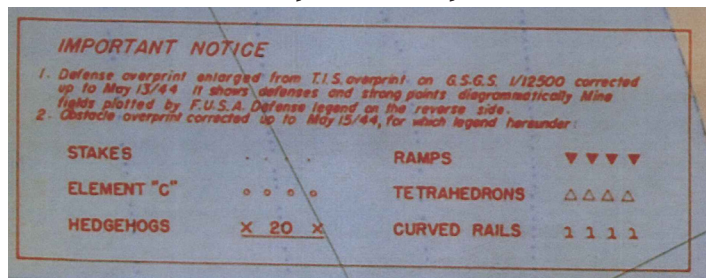 IMPORTANT NOTICE
1. Defense overprint enlarged from T.I.S. overprint on G.S.G.S. 1/12500 corrected
up to May 13/44 It shows defenses and strong points diagrammatically Mine
fields plotted by F.U.S.A. Defense legend on the reverse side.
2. Obstacle overprint corrected up to May 15/44, for which legend hereunder:
STAKES
RAMPS
ELEMENT "C"
TETRAHEDRONS
HEDGEHOGS X 20 X
CURVED RAILS